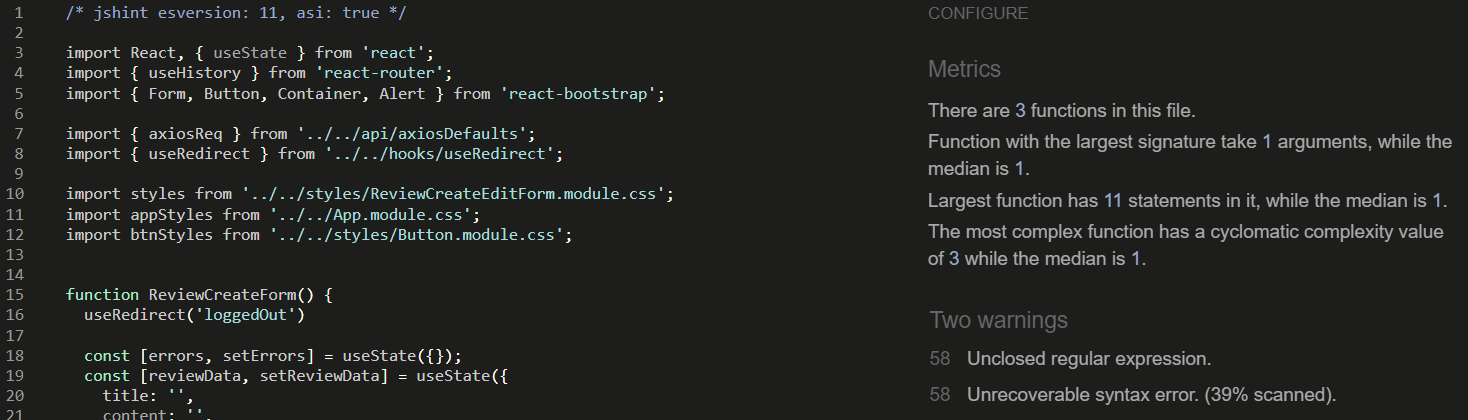 1 /* jshint esversion: 11, asi: true */
2
3 import React, { useState } from 'react';
4 import { useHistory } from 'react-router';
5 import { Form, Button, Container, Alert } from 'react-bootstrap';
6
7 import { axiosReq } from '../../api/axiosDefaults';
8 import { useRedirect } from '../../hooks/useRedirect';
9
10 import styles from '../../styles/ReviewCreateEditForm.module.css';
11 import appStyles from '../../App.module.css';
12 import btnStyles from '../../styles/Button.module.css';
13
14
15 function ReviewCreateForm() {
16 useRedirect('loggedOut')
17
18 const [errors, setErrors] = useState({});
19 const [reviewData, setReviewData] = useState({
20 title: '',
21 content: '',
CONFIGURE
Metrics
There are 3 functions in this file.
Function with the largest signature take 1 arguments, while the
median is 1.
Largest function has 11 statements in it, while the median is 1.
The most complex function has a cyclomatic complexity value
of 3 while the median is 1.
Two warnings
58 Unclosed regular expression.
58 Unrecoverable syntax error. (39% scanned).